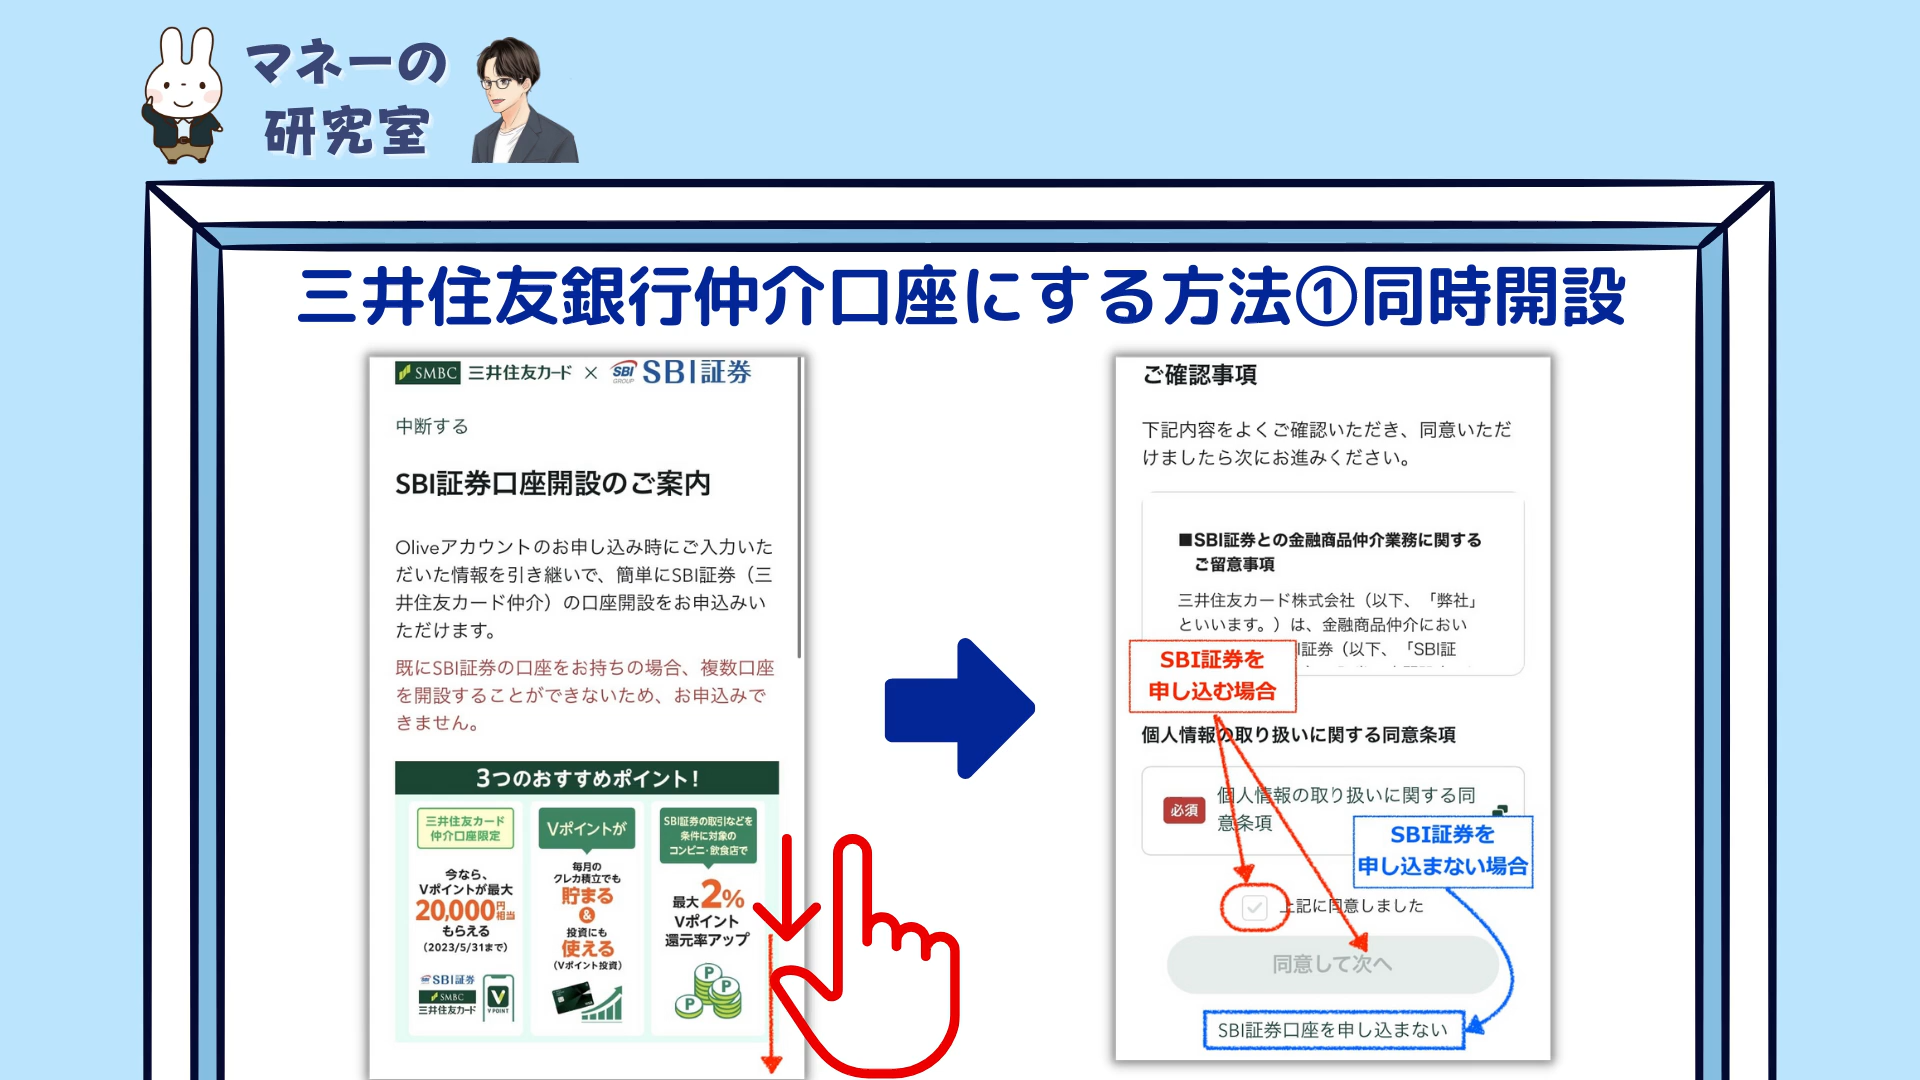 マネーの
研究室
三井住友銀行仲介口座にする方法①同時開設
SMBC 三井住友カード × SBI GROUP SBI証券
中断する
SBI証券口座開設のご案内
Oliveアカウントのお申し込み時にご入力いた
だいた情報を引き継いで、簡単にSBI証券（三
井住友カード仲介）の口座開設をお申込みい
ただけます。
既にSBI証券の口座をお持ちの場合、複数口座
を開設することができないため、お申込みで
きません。
3つのおすすめポイント！
三井住友カード
仲介口座限定
今なら、
Vポイントが最大
20,000円相当
もらえる
（2023/5/31まで）
SBI証券
SMBC
三井住友カード
V POINT
Vポイントが
毎月の
クレカ積立でも
貯まる
&
投資にも
使える
（Vポイント投資）
SBI証券の取引などを
条件に対象の
コンビニ・飲食店で
最大2%
Vポイント
還元率アップ
P
P
P
ご確認事項
下記内容をよくご確認いただき、同意いただ
けましたら次にお進みください。
■SBI証券との金融商品仲介業務に関する
ご留意事項
三井住友カード株式会社（以下、「弊社」
といいます。）は、金融商品仲介におい
I証券（以下、「SBI証
SBI証券を
申し込む場合
個人情報の取り扱いに関する同意条項
必須
個人情報の取り扱いに関する同
意条項
SBI証券を
申し込まない場合
上記に同意しました
同意して次へ
SBI証券口座を申し込まない